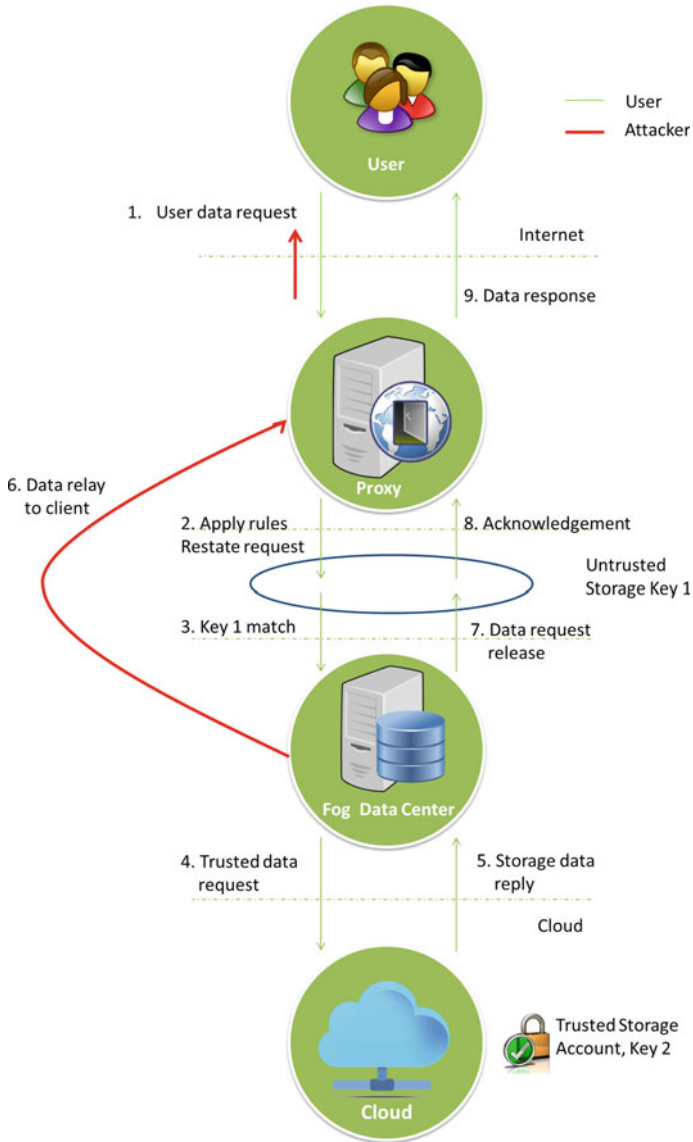 User
Attacker
User
1. User data request
Internet
9. Data response
Proxy
6. Data relay
to client
2. Apply rules
Restate request
8. Acknowledgement
Untrusted
Storage Key 1
3. Key 1 match
7. Data request
release
Fog Data Center
4. Trusted data
request
5. Storage data
reply
Cloud
Trusted Storage
Account, Key 2
Cloud